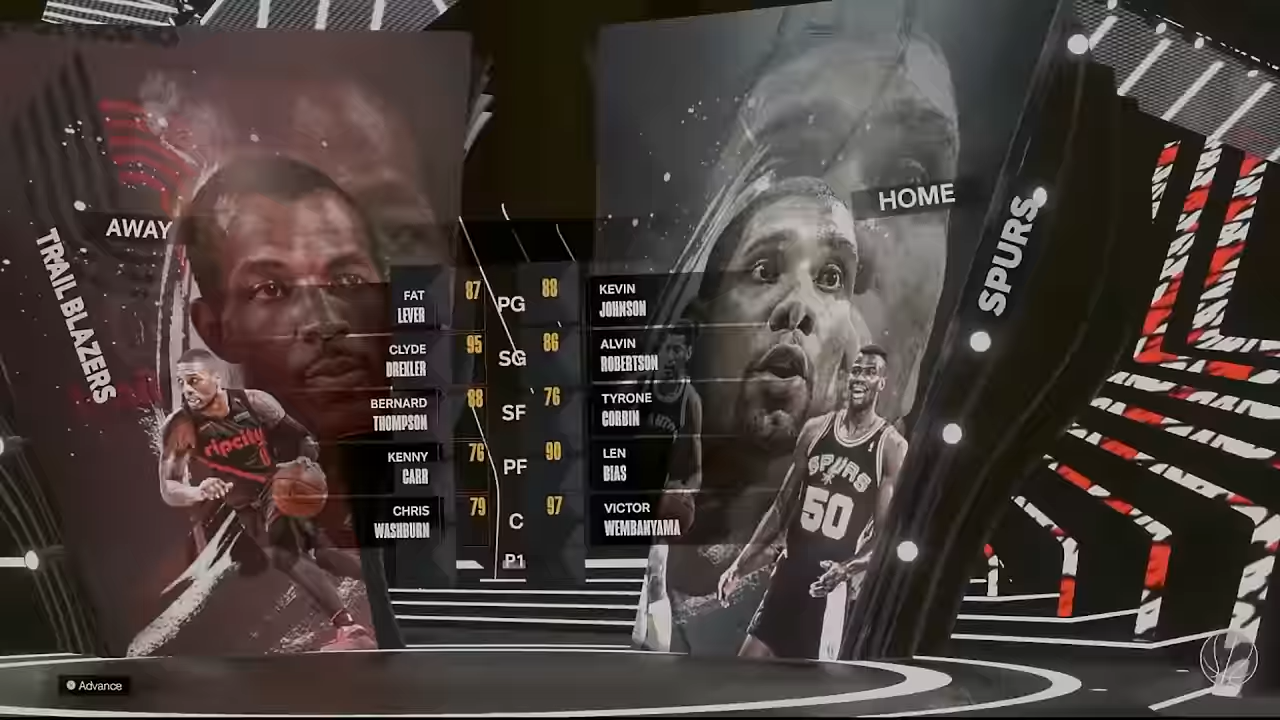 AWAY
TRAIL BLAZERS
HOME
SPURS
FAT
LEVER
87
PG
88
KEVIN
JOHNSON
CLYDE
DREXLER
95
SG
86
ALVIN
ROBERTSON
BERNARD
THOMPSON
88
SF
76
TYRONE
CORBIN
KENNY
CARR
76
PF
90
LEN
BIAS
CHRIS
WASHBURN
79
C
97
VICTOR
WEMBANYAMA
P1
ripcity
0
SPURS
50
Advance